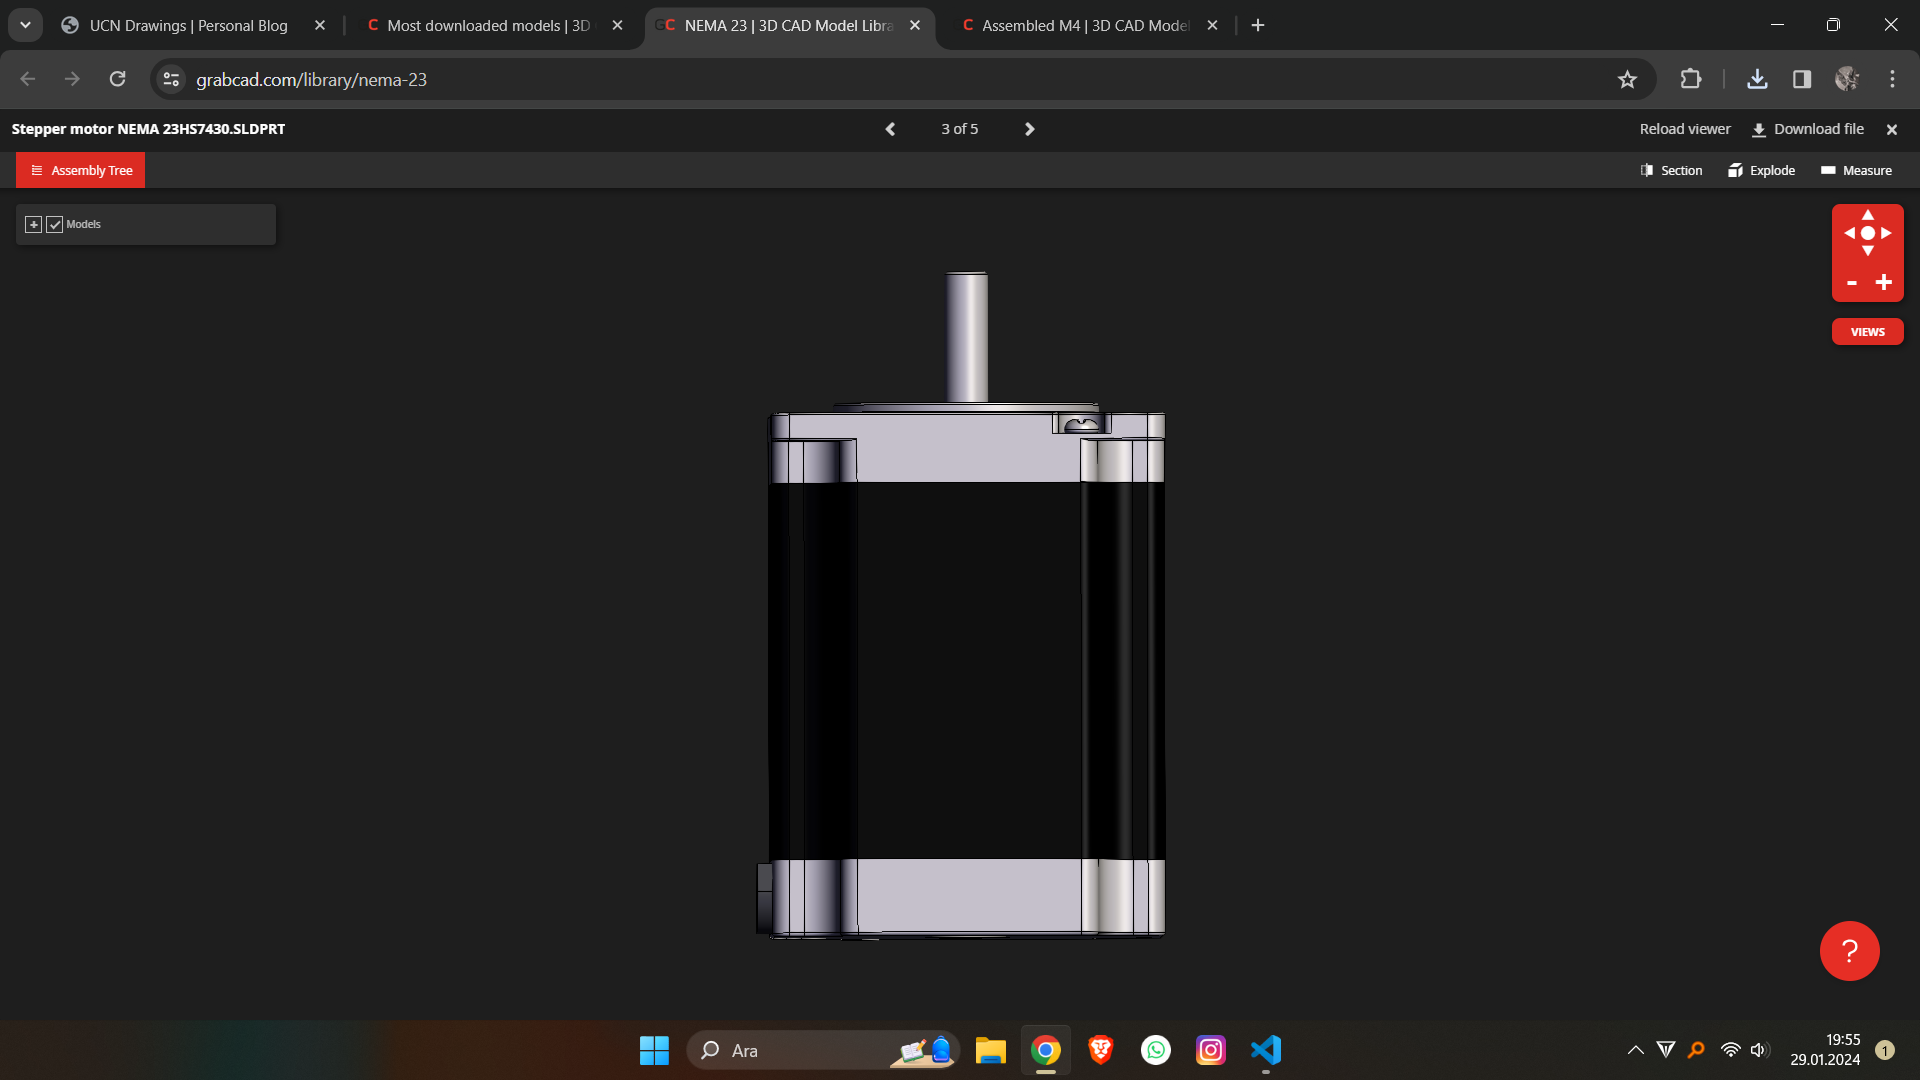 UCN Drawings | Personal Blog
Most downloaded models | 3D
NEMA 23 | 3D CAD Model Libra
Assembled M4 | 3D CAD Model
grabcad.com/library/nema-23
Stepper motor NEMA 23HS7430.SLDPRT
3 of 5
Reload viewer
Download file
Assembly Tree
Section
Explode
Measure
Models
- +
VIEWS
?
Ara
19:55
29.01.2024
1